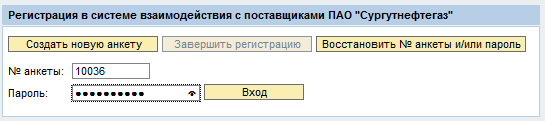 Регистрация в системе взаимодействия с поставщиками ПАО "Сургутнефтегаз"
Создать новую анкету Завершить регистрацию Восстановить № анкеты и/или пароль
№ анкеты: 10036
Пароль: ●●●●●●●●●● Вход